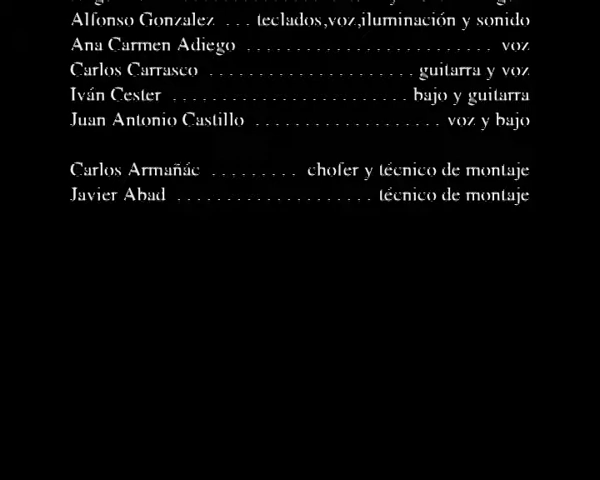 Alfonso Gonzalez . . . teclados,voz,iluminación y sonido
Ana Carmen Adiego . . . . . . . . . . . . . . . . . . . . . . . . . voz
Carlos Carrasco . . . . . . . . . . . . . . . . . . . . . guitarra y voz
Iván Cester . . . . . . . . . . . . . . . . . . . . . . . . bajo y guitarra
Juan Antonio Castillo . . . . . . . . . . . . . . . . . . . voz y bajo
Carlos Armañác . . . . . . . . . chofer y técnico de montaje
Javier Abad . . . . . . . . . . . . . . . . . . . . técnico de montaje